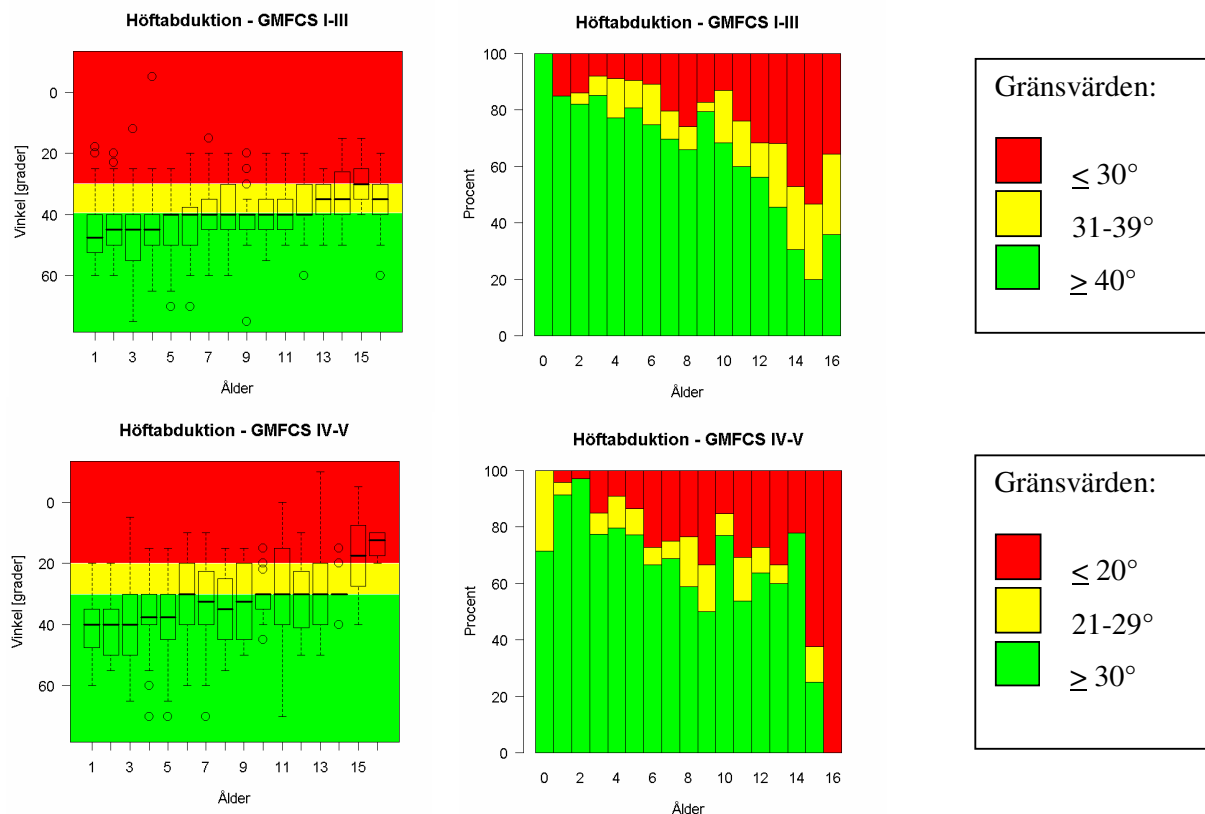 Höftabduktion - GMFCS I-III
Vinkel [grader]
0
20
40
60
1 3 5 7 9 11 13 15
Ålder
Höftabduktion - GMFCS I-III
Procent
100
80
60
40
20
0
0 2 4 6 8 10 12 14 16
Ålder
Gränsvärden:
≤ 30°
31-39°
≥ 40°
Höftabduktion - GMFCS IV-V
Vinkel [grader]
0
20
40
60
1 3 5 7 9 11 13 15
Ålder
Höftabduktion - GMFCS IV-V
Procent
100
80
60
40
20
0
0 2 4 6 8 10 12 14 16
Ålder
Gränsvärden:
≤ 20°
21-29°
≥ 30°